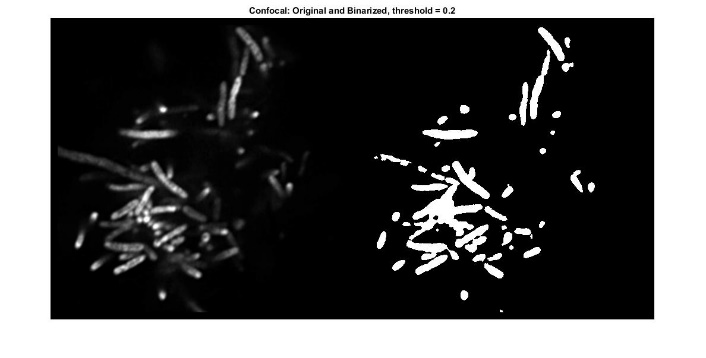 Confocal: Original and Binarized, threshold = 0.2